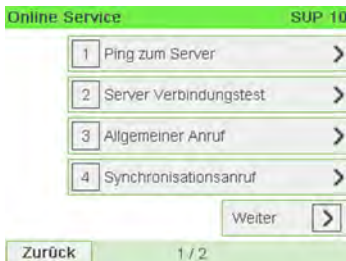 Online Service SUP 10
1 Ping zum Server
2 Server Verbindungstest
3 Allgemeiner Anruf
4 Synchronisationsanruf
Weiter
Zurück 1/2